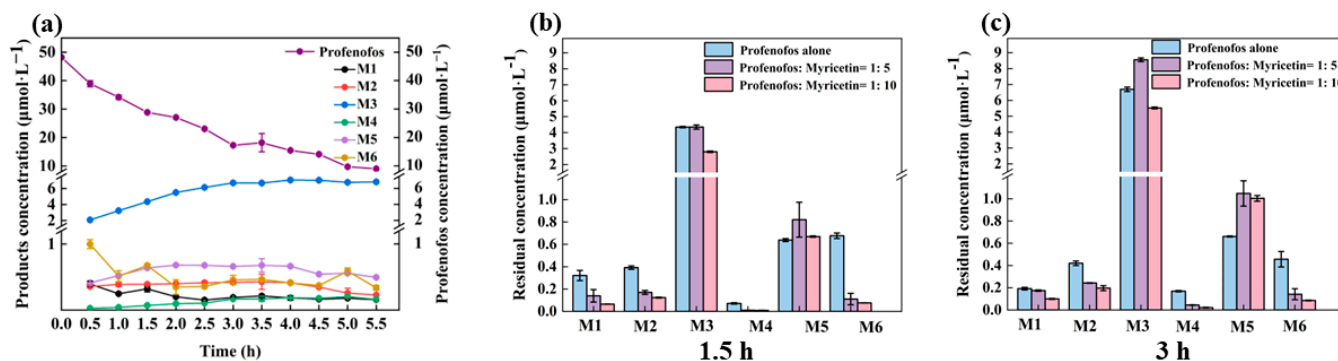 (a)
Products concentration (μmol·L⁻¹)
50
40
30
20
10
6
4
2
1
Profenofos
M1
M2
M3
M4
M5
M6
50
40
30
20
10
6
4
2
1
Profenofos concentration (μmol·L⁻¹)
0.0 0.5 1.0 1.5 2.0 2.5 3.0 3.5 4.0 4.5 5.0 5.5
Time (h)
(b)
Residual concentration (μmol·L⁻¹)
9
8
7
6
5
4
3
2
1.0
0.8
0.6
0.4
0.2
0.0
Profenofos alone
Profenofos: Myricetin= 1: 5
Profenofos: Myricetin= 1: 10
M1 M2 M3 M4 M5 M6
1.5 h
(c)
Residual concentration (μmol·L⁻¹)
9
8
7
6
5
4
3
2
1.0
0.8
0.6
0.4
0.2
0.0
Profenofos alone
Profenofos: Myricetin= 1: 5
Profenofos: Myricetin= 1: 10
M1 M2 M3 M4 M5 M6
3 h